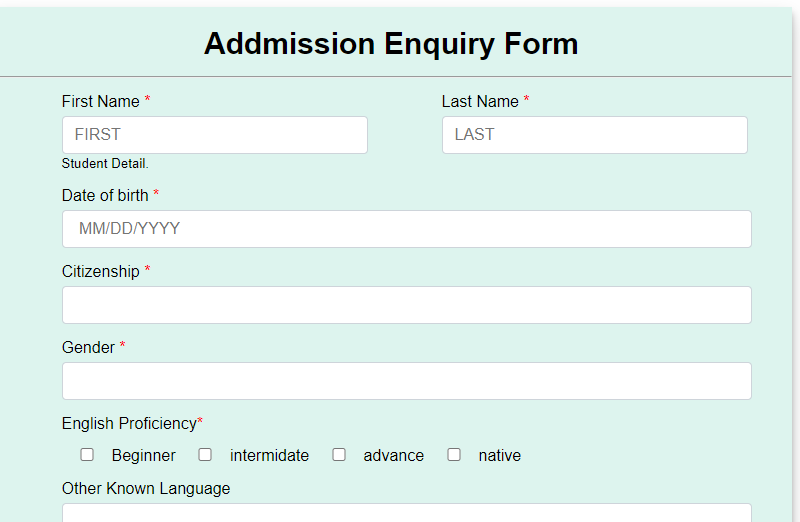 Addmission Enquiry Form
First Name * Last Name *
FIRST LAST
Student Detail.
Date of birth *
MM/DD/YYYY
Citizenship *
Gender *
English Proficiency*
Beginner intermidate advance native
Other Known Language